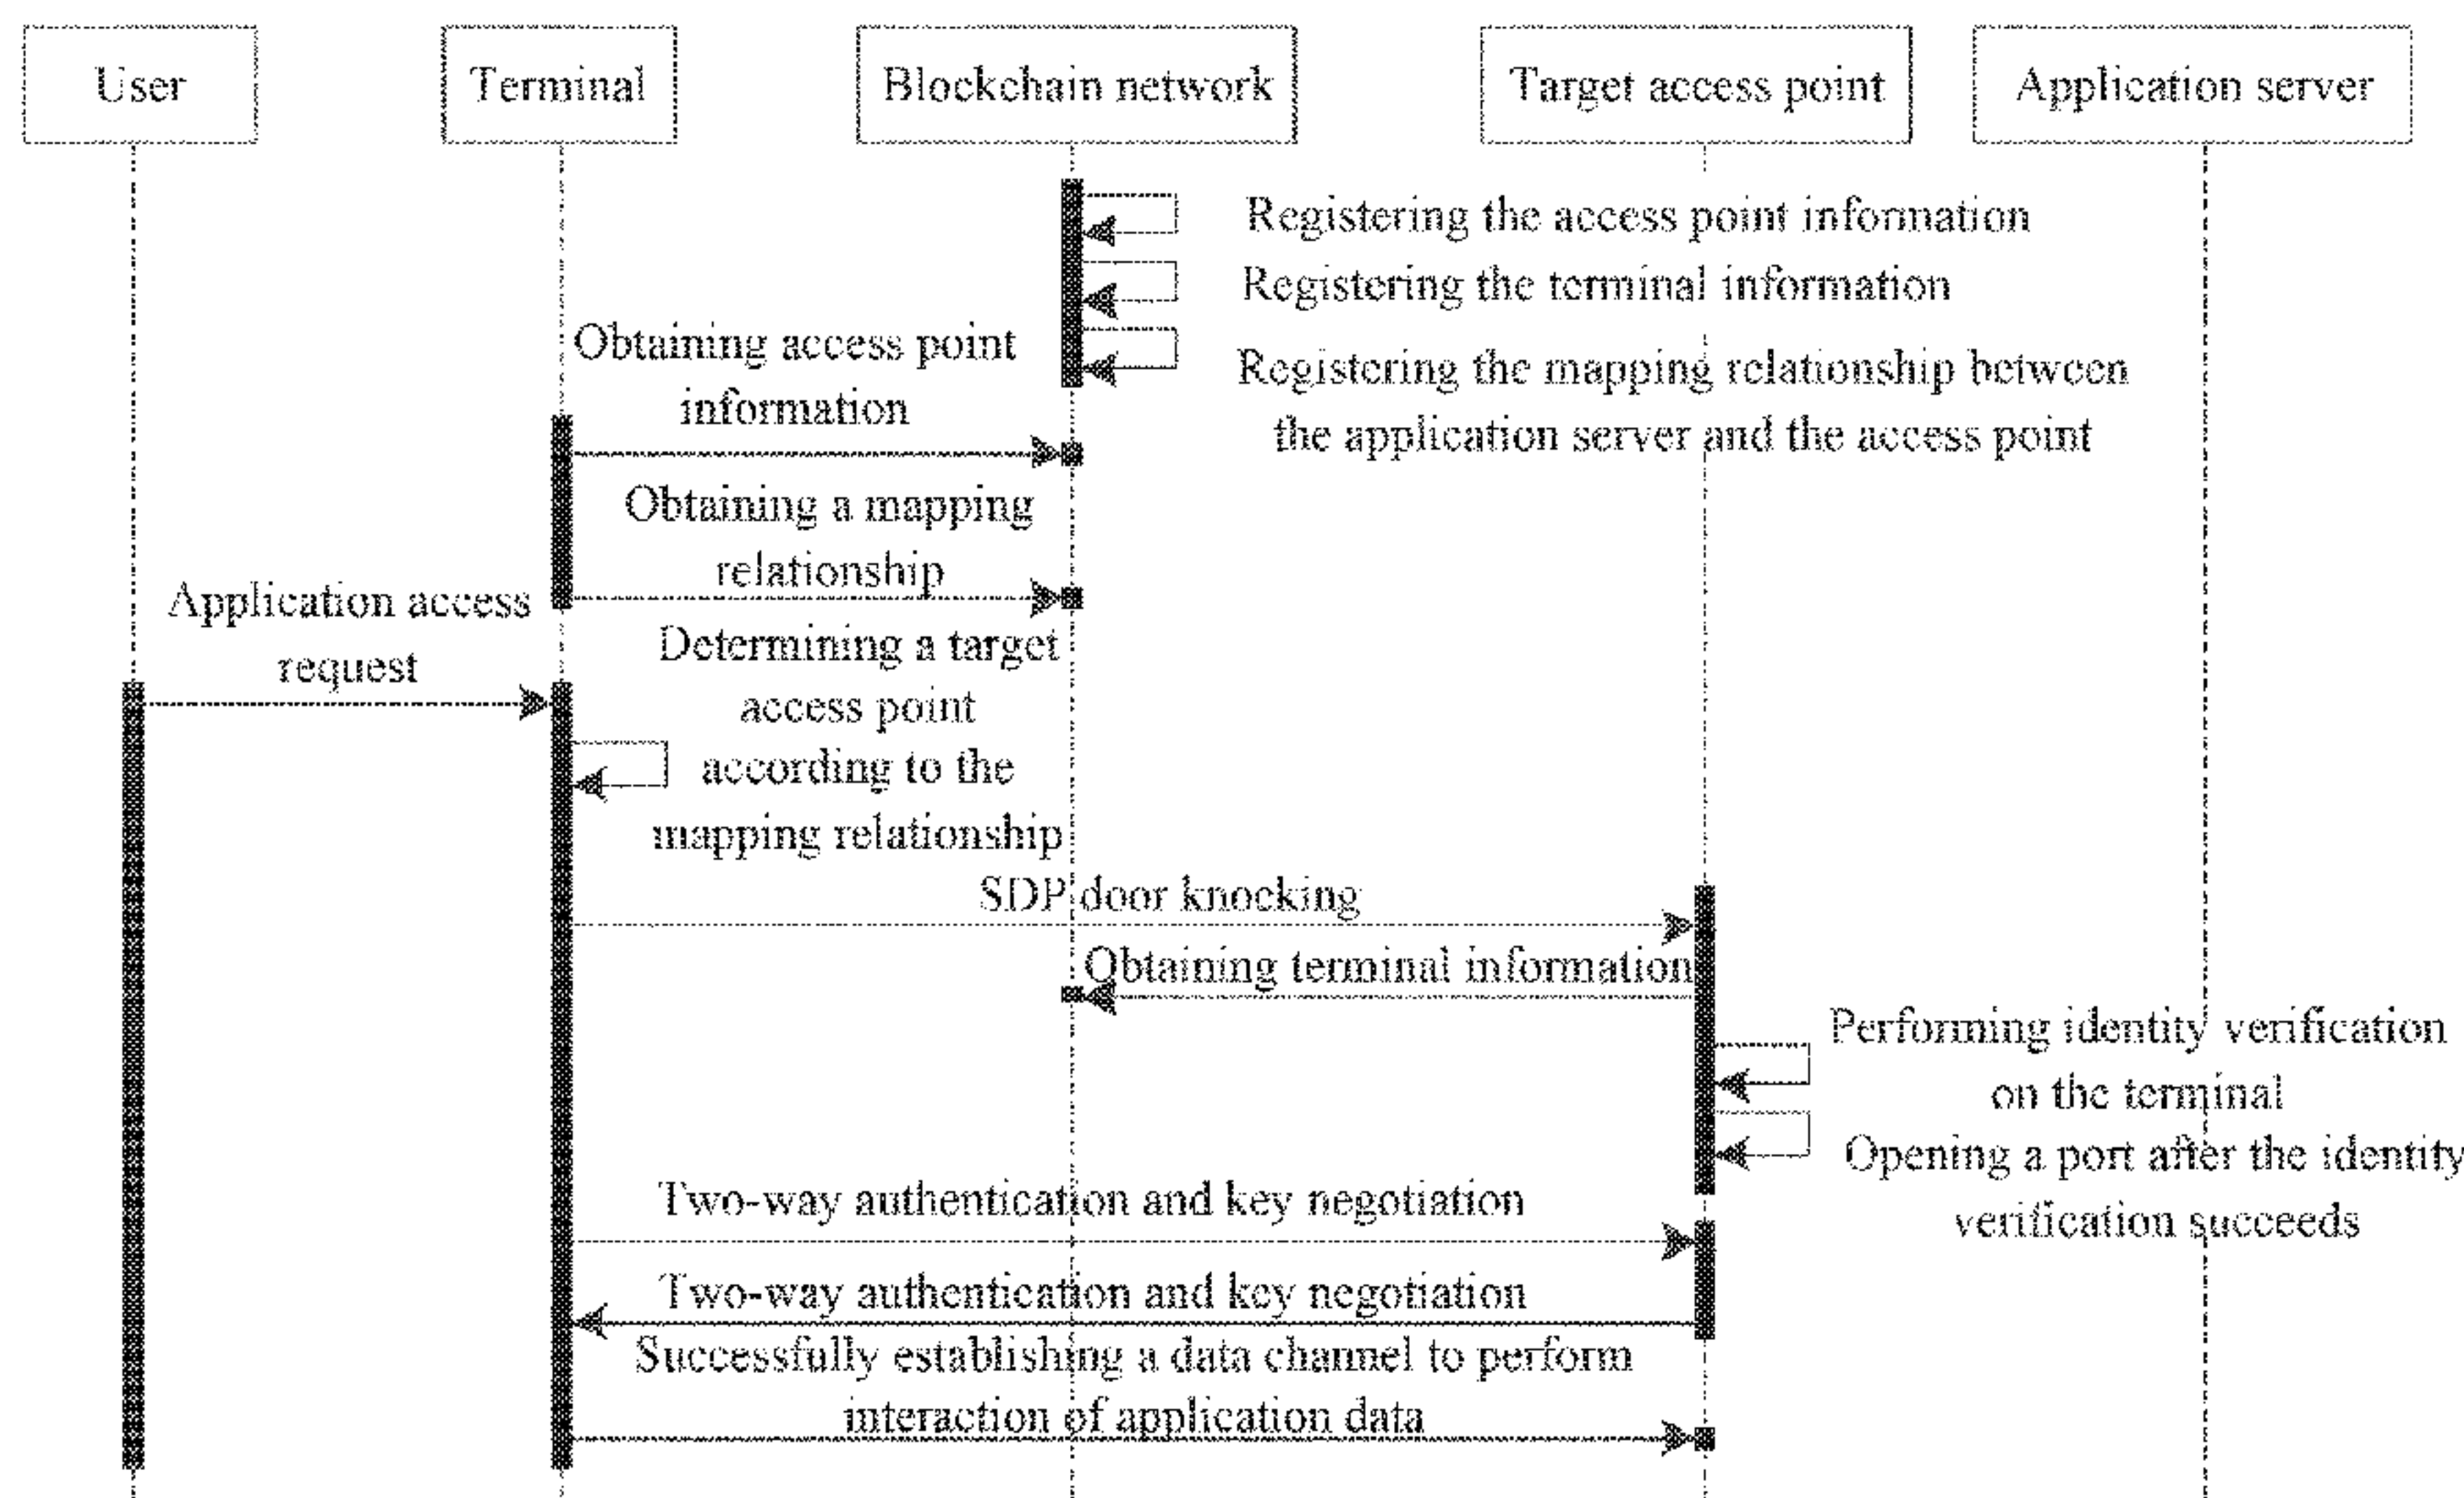 User
Terminal
Blockchain network
Target access point
Application server
Registering the access point information
Registering the terminal information
Registering the mapping relationship between
the application server and the access point
Obtaining access point
information
Obtaining a mapping
relationship
Application access
request
Determining a target
access point
according to the
mapping relationship
SDP door knocking
Obtaining terminal information
Performing identity verification
on the terminal
Opening a port after the identity
verification succeeds
Two-way authentication and key negotiation
Two-way authentication and key negotiation
Successfully establishing a data channel to perform
interaction of application data